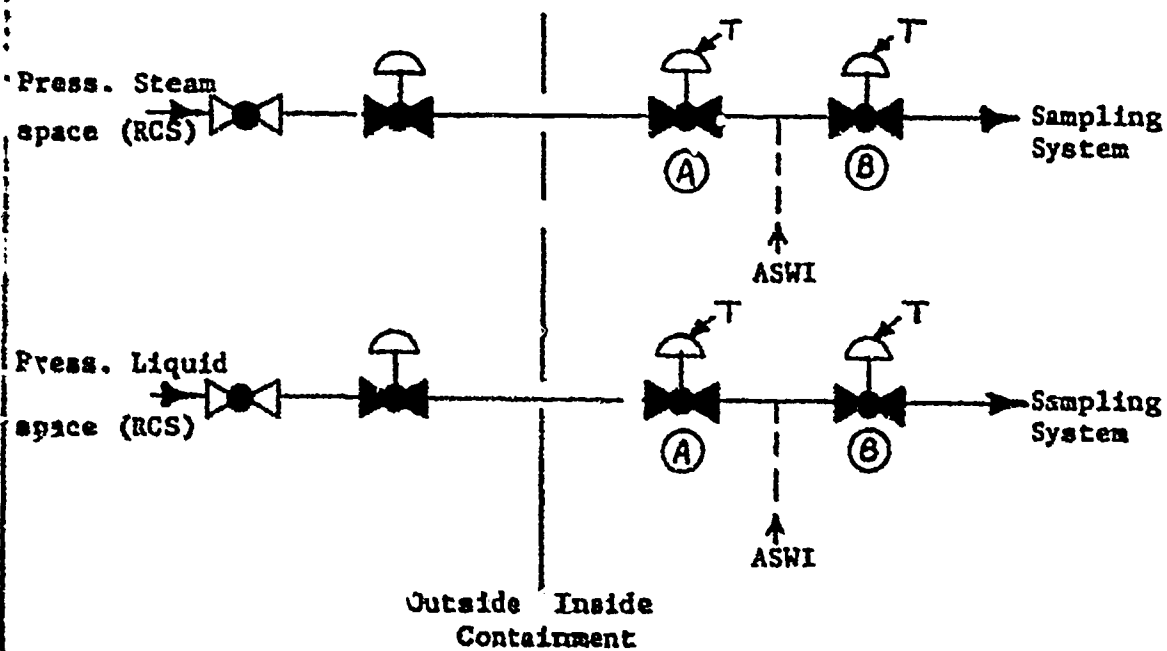 T
T
Press. Steam
space (RCS)
Sampling
System
A
B
ASWI
T
T
Press. Liquid
space (RCS)
Sampling
System
A
B
ASWI
Outside Inside
Containment